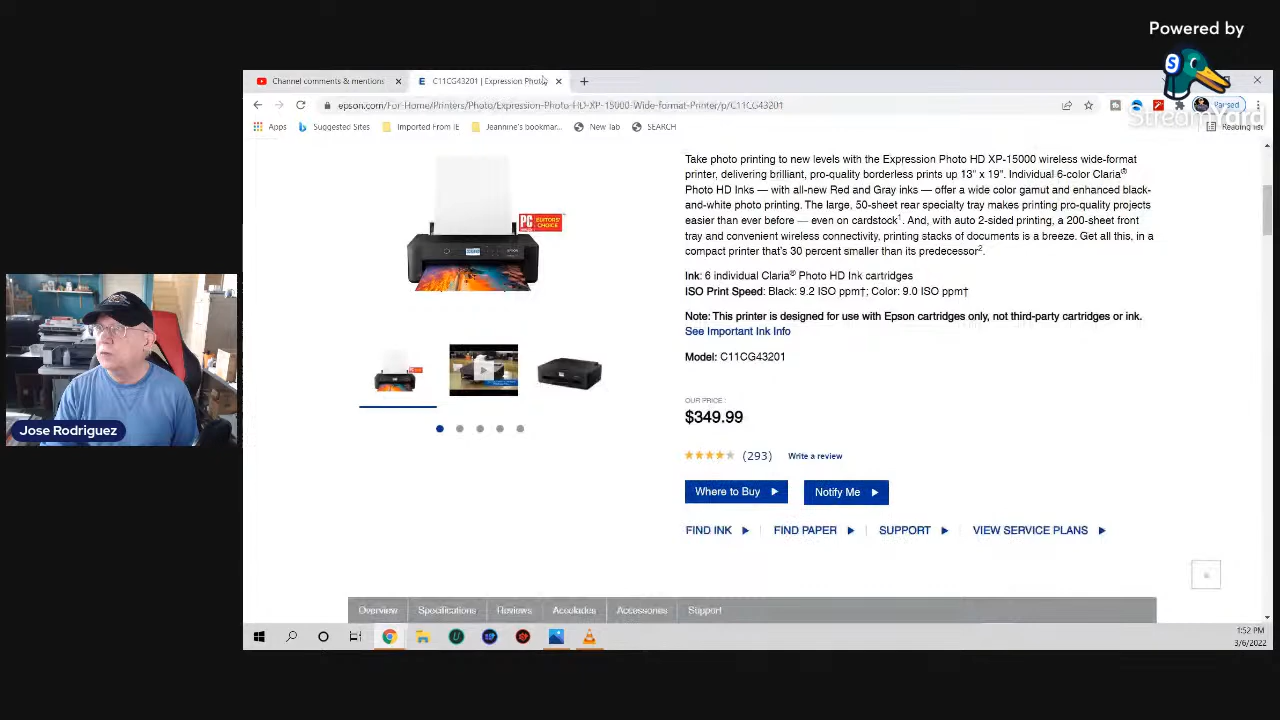 Powered by
StreamYard
Channel comments & mentions
C11CG43201 | Expression Photo
epson.com/For-Home/Printers/Photo/Expression-Photo-HD-XP-15000-Wide-format-Printer/p/C11CG43201
Paused
Apps
Suggested Sites
Imported From IE
Jeannine's bookmar...
New Tab
SEARCH
Reading list
Take photo printing to new levels with the Expression Photo HD XP-15000 wireless wide-format
printer, delivering brilliant, pro-quality borderless prints up 13" x 19". Individual 6-color Claria®
Photo HD Inks — with all-new Red and Gray inks — offer a wide color gamut and enhanced black-
and-white photo printing. The large, 50-sheet rear specialty tray makes printing pro-quality projects
easier than ever before — even on cardstock¹. And, with auto 2-sided printing, a 200-sheet front
tray and convenient wireless connectivity, printing stacks of documents is a breeze. Get all this, in a
compact printer that's 30 percent smaller than its predecessor².
PC
EDITORS'
CHOICE
Ink: 6 individual Claria® Photo HD Ink cartridges
ISO Print Speed: Black: 9.2 ISO ppm†; Color: 9.0 ISO ppm†
Note: This printer is designed for use with Epson cartridges only, not third-party cartridges or ink.
See Important Ink Info
Model: C11CG43201
OUR PRICE:
$349.99
(293)
Write a review
Where to Buy
Notify Me
FIND INK
FIND PAPER
SUPPORT
VIEW SERVICE PLANS
Overview
Specifications
Reviews
Accolades
Accessories
Support
Jose Rodriguez
1:52 PM
3/6/2022